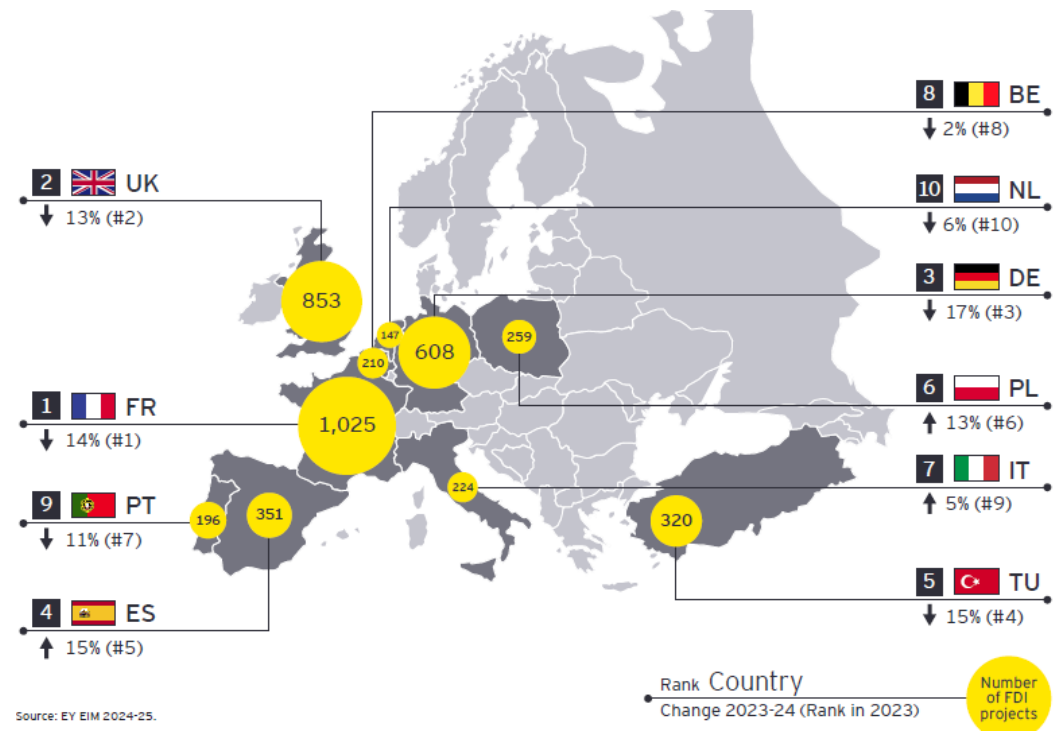 2 UK
13% (#2)
853
1 FR
14% (#1)
1,025
9 PT
11% (#7)
196
4 ES
15% (#5)
351
8 BE
2% (#8)
210
10 NL
6% (#10)
147
3 DE
17% (#3)
608
6 PL
13% (#6)
259
7 IT
5% (#9)
224
5 TU
15% (#4)
320
Rank Country
Change 2023-24 (Rank in 2023)
Number
of FDI
projects
Source: EY EIM 2024-25.